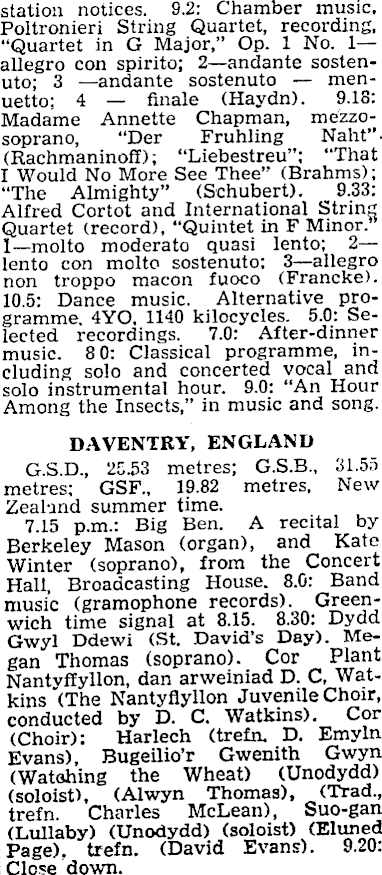 station notices. 9.2: Chamber music,
Poltronieri String Quartet, recording,
"Quartet in G Major," Op. 1 No. 1—
allegro con spirito; 2—andante sosten-
uto; 3 —andante sostenuto — men-
uetto; 4 — finale (Haydn). 9.18:
Madame Annette Chapman, mezzo-
soprano, "Der Fruhling Naht"
(Rachmaninoff); "Liebestreu"; "That
I Would No More See Thee" (Brahms);
"The Almighty" (Schubert). 9.33:
Alfred Cortot and International String
Quartet (record), "Quintet in F Minor."
1—molto moderato quasi lento; 2—
lento con molto sostenuto; 3—allegro
non troppo macon fuoco (Francke).
10.5: Dance music. Alternative pro-
gramme, 4YO, 1140 kilocycles. 5.0: Se-
lected recordings. 7.0: After-dinner
music. 8 0: Classical programme, in-
cluding solo and concerted vocal and
solo instrumental hour. 9.0: "An Hour
Among the Insects," in music and song.
DAVENTRY, ENGLAND
G.S.D., 25.53 metres; G.S.B., 31.55
metres; GSF., 19.82 metres, New
Zealand summer time.
7.15 p.m.: Big Ben. A recital by
Berkeley Mason (organ), and Kate
Winter (soprano), from the Concert
Hall, Broadcasting House. 8.0: Band
music (gramophone records). Green-
wich time signal at 8.15. 8.30: Dydd
Gwyl Ddewi (St. David's Day). Me-
gan Thomas (soprano). Cor Plant
Nantyffyllon, dan arweiniad D. C, Wat-
kins (The Nantyflyllon Juvenile Choir,
conducted by D. C. Watkins). Cor
(Choir): Harlech (trefn. D. Emyln
Evans), Bugeilio'r Gwenith Gwyn
(Watching the Wheat) (Unodydd)
(soloist), (Alwyn Thomas), (Trad.,
trefn. Charles McLean), Suo-gan
(Lullaby) (Unodydd) (soloist) (Eluned
Page), trefn. (David Evans). 9.20:
Close down.